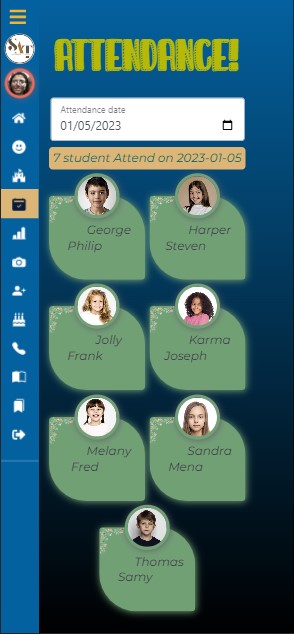 ATTENDANCE!
Attendance date
01/05/2023
7 student Attend on 2023-01-05
George
Philip
Harper
Steven
Jolly
Frank
Karma
Joseph
Melany
Fred
Sandra
Mena
Thomas
Samy